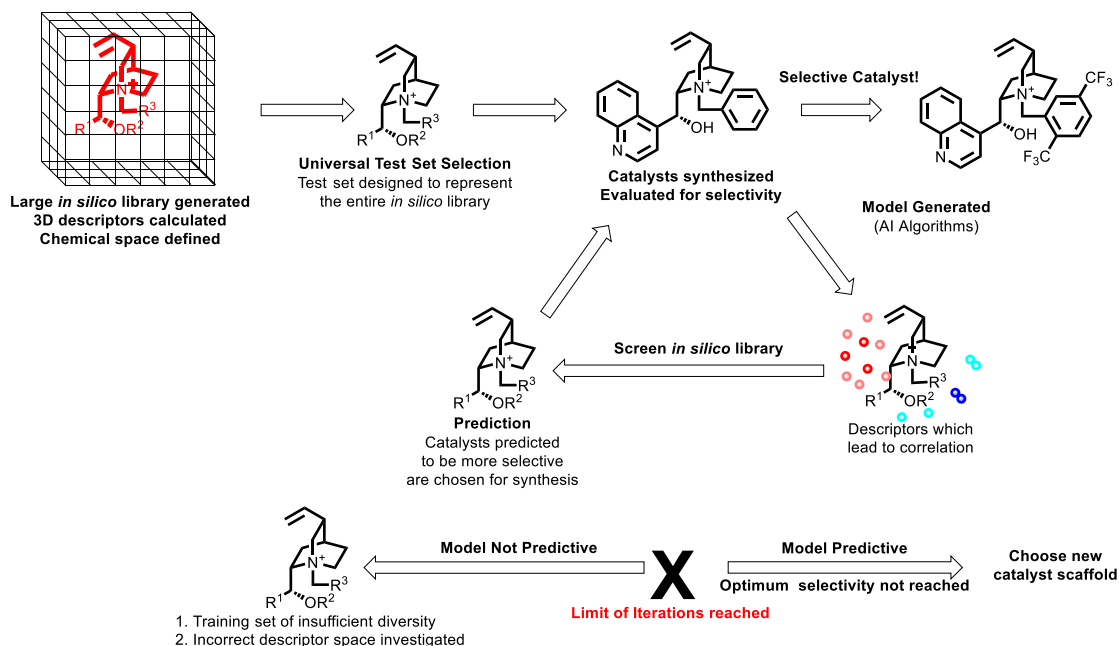 N+
R1
OR2
R3
Large in silico library generated
3D descriptors calculated
Chemical space defined
N+
R3
R1
OR2
Universal Test Set Selection
Test set designed to represent
the entire in silico library
N+
OH
N
Catalysts synthesized
Evaluated for selectivity
Selective Catalyst!
CF3
N+
OH
F3C
N
Model Generated
(AI Algorithms)
N+
R3
R1
OR2
Prediction
Catalysts predicted
to be more selective
are chosen for synthesis
Screen in silico library
N+
R3
R1
OR2
Descriptors which
lead to correlation
N+
R3
R1
OR2
1. Training set of insufficient diversity
2. Incorrect descriptor space investigated
Model Not Predictive
X
Limit of Iterations reached
Model Predictive
Optimum selectivity not reached
Choose new
catalyst scaffold